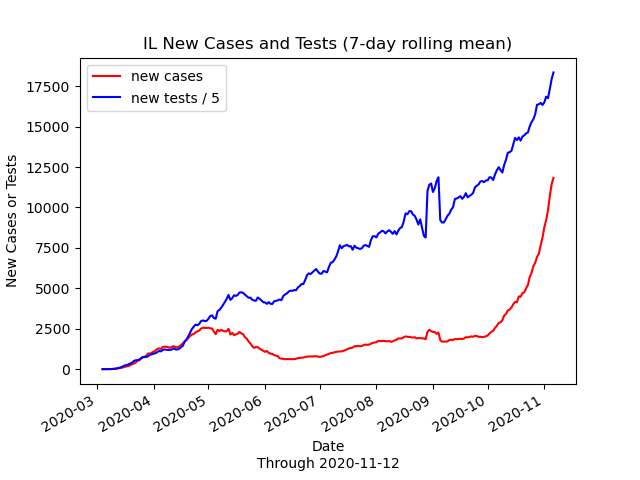 IL New Cases and Tests (7-day rolling mean)
new cases
new tests / 5
New Cases or Tests
17500
15000
12500
10000
7500
5000
2500
0
2020-03
2020-04
2020-05
2020-06
2020-07
2020-08
2020-09
2020-10
2020-11
Date
Through 2020-11-12